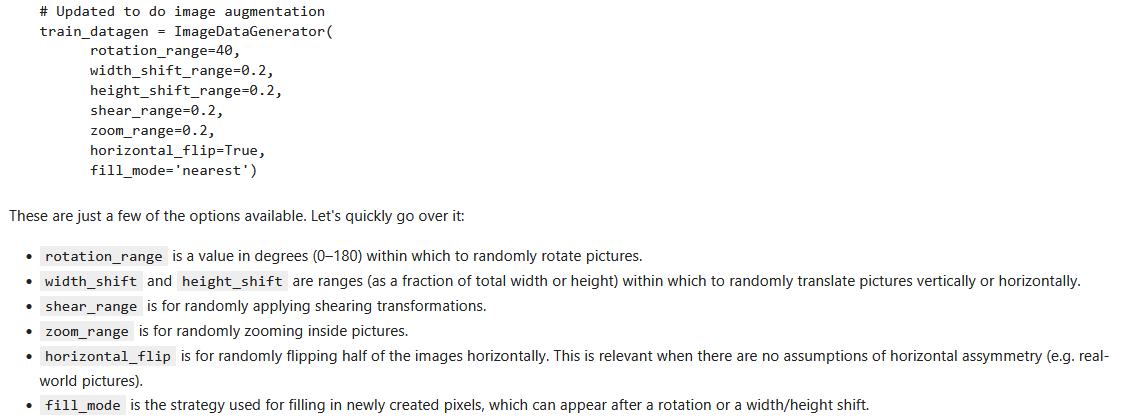 # Updated to do image augmentation
train_datagen = ImageDataGenerator(
      rotation_range=40,
      width_shift_range=0.2,
      height_shift_range=0.2,
      shear_range=0.2,
      zoom_range=0.2,
      horizontal_flip=True,
      fill_mode='nearest')
These are just a few of the options available. Let's quickly go over it:
• rotation_range is a value in degrees (0–180) within which to randomly rotate pictures.
• width_shift and height_shift are ranges (as a fraction of total width or height) within which to randomly translate pictures vertically or horizontally.
• shear_range is for randomly applying shearing transformations.
• zoom_range is for randomly zooming inside pictures.
• horizontal_flip is for randomly flipping half of the images horizontally. This is relevant when there are no assumptions of horizontal assymmetry (e.g. real-
world pictures).
• fill_mode is the strategy used for filling in newly created pixels, which can appear after a rotation or a width/height shift.